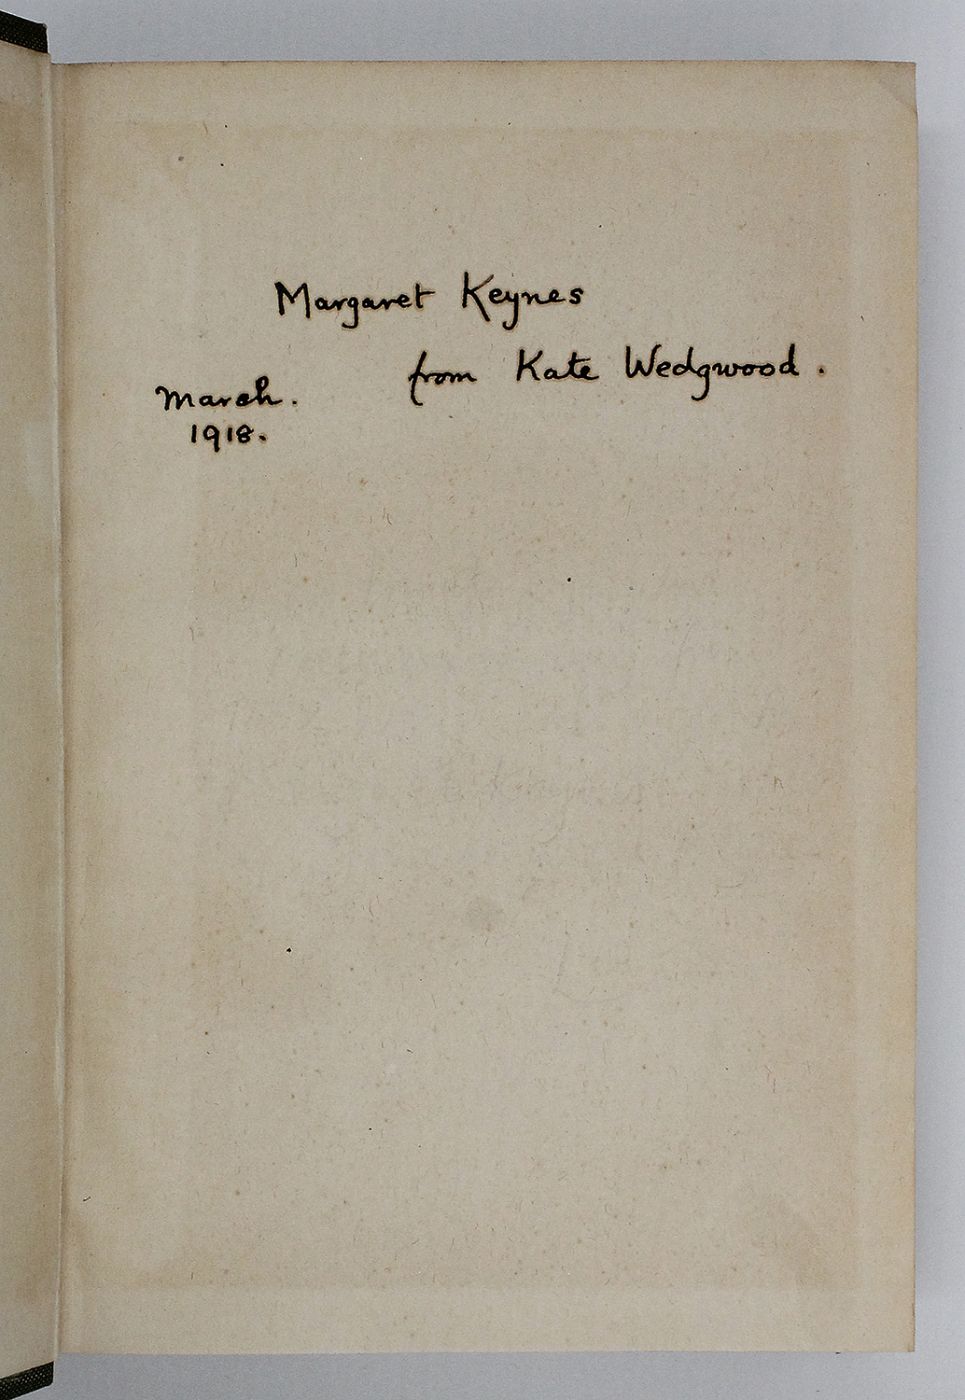 Margaret Keynes
from Kate Wedgwood.
March.
1918.